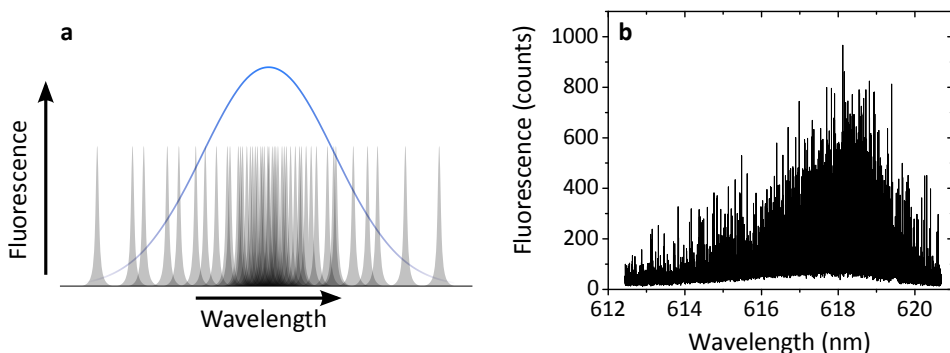 a
Fluorescence
Wavelength
b
Fluorescence (counts)
1000
800
600
400
200
0
612 614 616 618 620
Wavelength (nm)